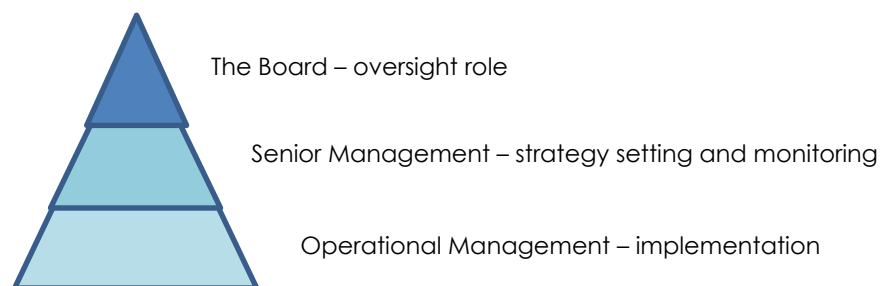 The Board – oversight role
Senior Management – strategy setting and monitoring
Operational Management – implementation